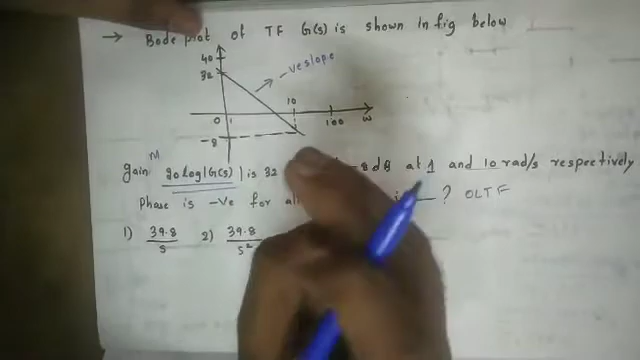 → Bode plot of TF G(s) is shown in fig below
40
32
-ve slope
0
1
10
100
ω
-8
gain M 20log|G(s)| is 32 -8dB at 1 and 10 rad/s respectively
Phase is -Ve for ? OLTF
1) 39.8/s 2) 39.8/s²